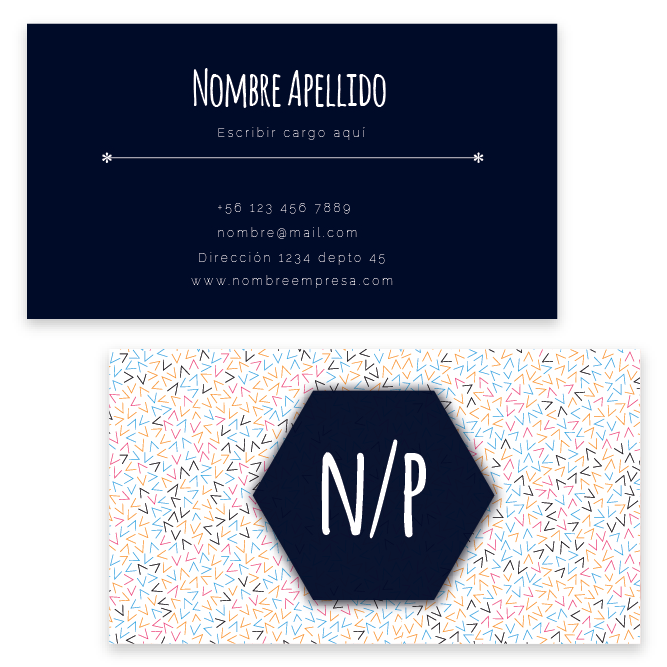 Nombre Apellido
Escribir cargo aquí
+56 123 456 7889
nombre@mail.com
Dirección 1234 depto 45
www.nombreempresa.com
N/P